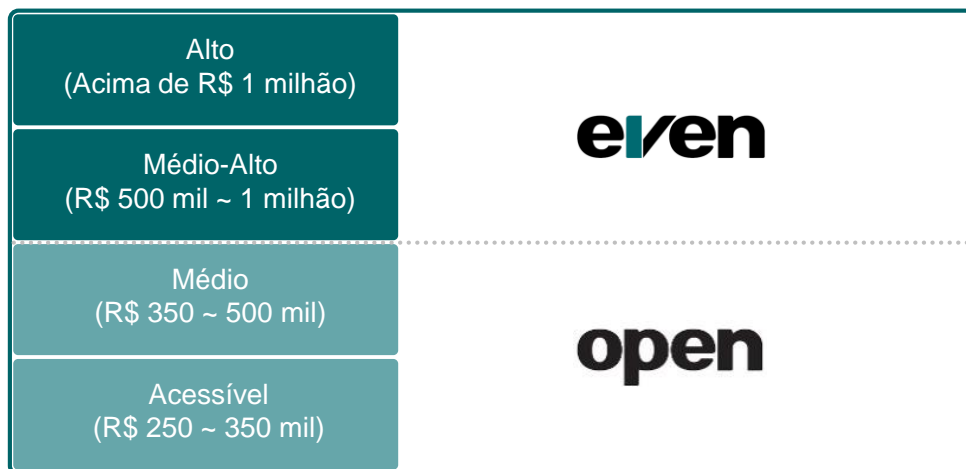 Alto
(Acima de R$ 1 milhão)
even
Médio-Alto
(R$ 500 mil ~ 1 milhão)
Médio
(R$ 350 ~ 500 mil)
open
Acessível
(R$ 250 ~ 350 mil)